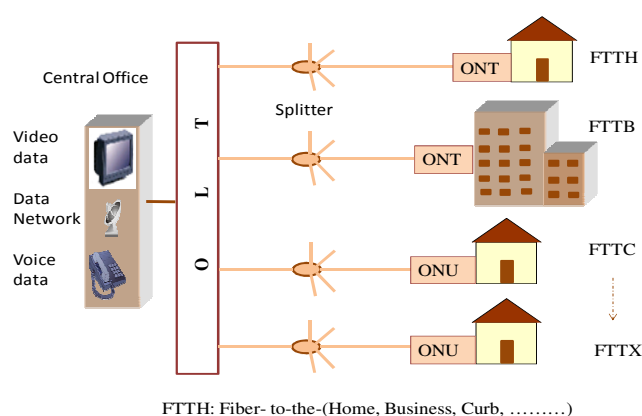 Central Office
Video
data
Data
Network
Voice
data
O L T
Splitter
ONT
FTTH
ONT
FTTB
ONU
FTTC
ONU
FTTX
FTTH: Fiber- to-the-(Home, Business, Curb, ………)